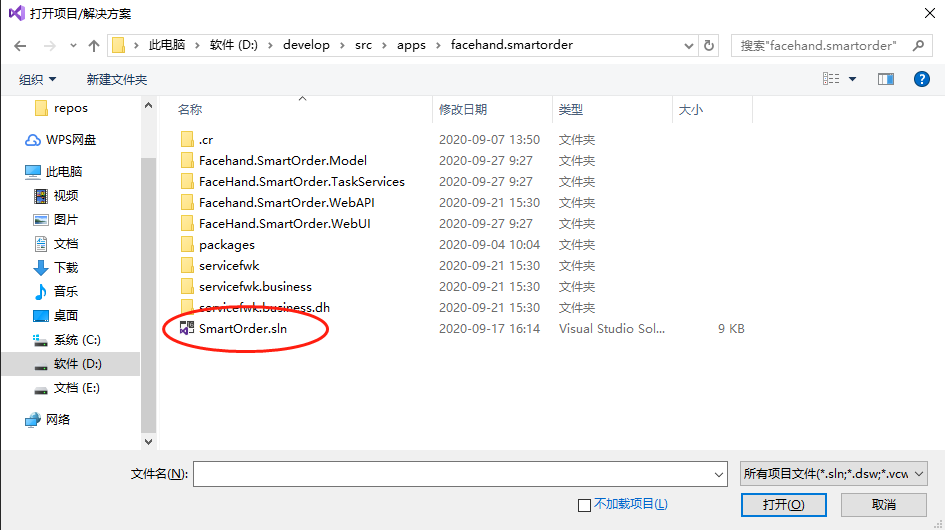 打开项目/解决方案
此电脑 › 软件 (D:) › develop › src › apps › facehand.smartorder
搜索"facehand.smartorder"
组织 新建文件夹
名称 修改日期 类型 大小
repos
WPS网盘
此电脑
视频
图片
文档
下载
音乐
桌面
系统 (C:)
软件 (D:)
文档 (E:)
网络
.cr 2020-09-07 13:50 文件夹
Facehand.SmartOrder.Model 2020-09-27 9:27 文件夹
FaceHand.SmartOrder.TaskServices 2020-09-27 9:27 文件夹
Facehand.SmartOrder.WebAPI 2020-09-21 15:30 文件夹
FaceHand.SmartOrder.WebUI 2020-09-27 9:27 文件夹
packages 2020-09-04 10:04 文件夹
servicefwk 2020-09-21 15:30 文件夹
servicefwk.business 2020-09-21 15:30 文件夹
servicefwk.business.dh 2020-09-21 15:30 文件夹
SmartOrder.sln 2020-09-17 16:14 Visual Studio Sol... 9 KB
文件名(N):
所有项目文件(*.sln;*.dsw;*.vcw
不加载项目(L)
打开(O) 取消